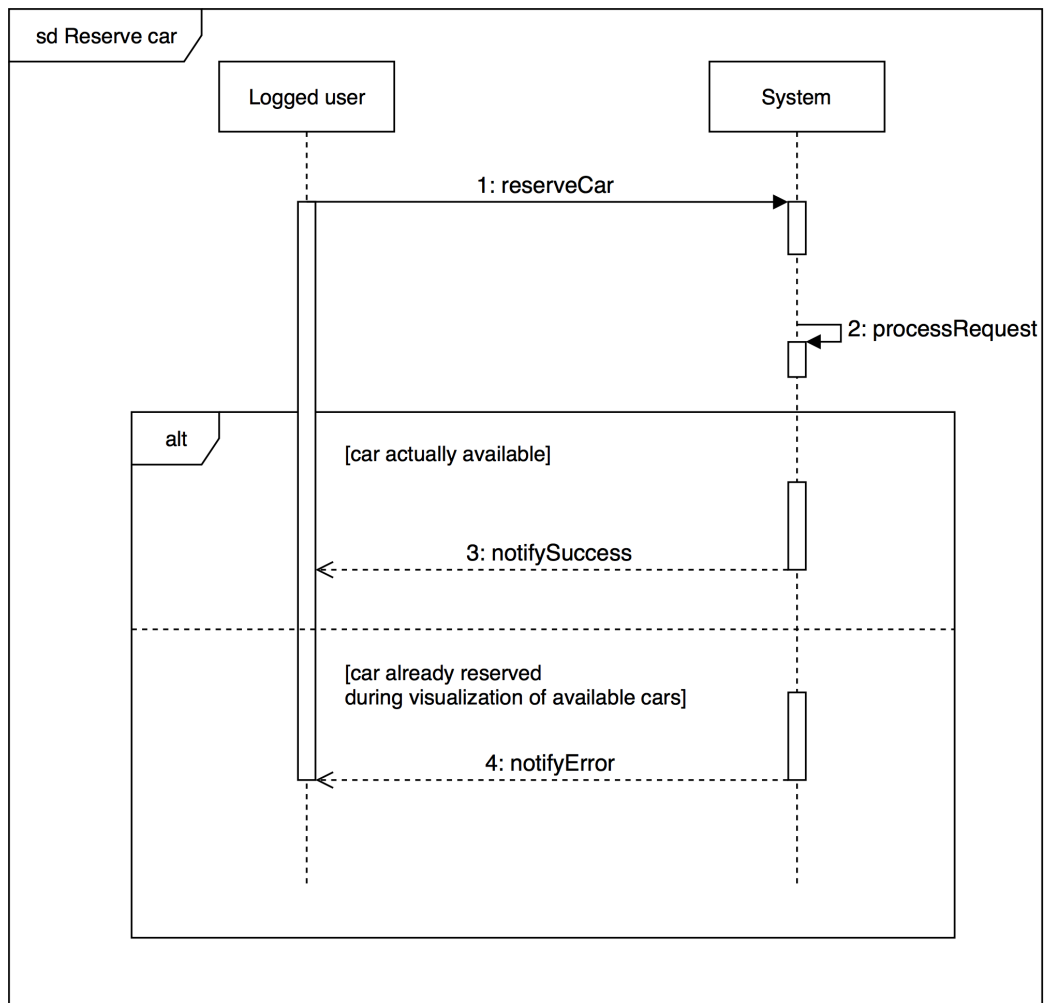 sd Reserve car
Logged user
System
1: reserveCar
2: processRequest
alt
[car actually available]
3: notifySuccess
[car already reserved
during visualization of available cars]
4: notifyError